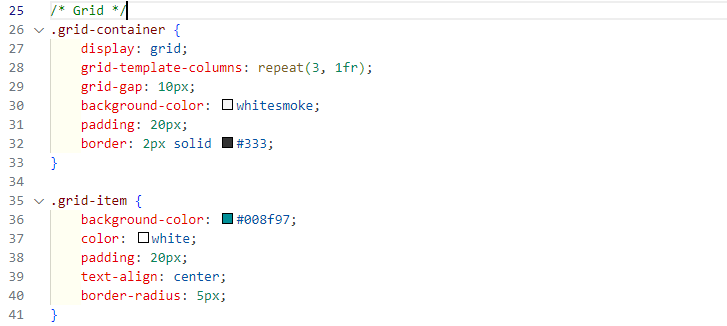 25 /* Grid */
26 .grid-container {
27 display: grid;
28 grid-template-columns: repeat(3, 1fr);
29 grid-gap: 10px;
30 background-color: whitesmoke;
31 padding: 20px;
32 border: 2px solid #333;
33 }
34
35 .grid-item {
36 background-color: #008f97;
37 color: white;
38 padding: 20px;
39 text-align: center;
40 border-radius: 5px;
41 }